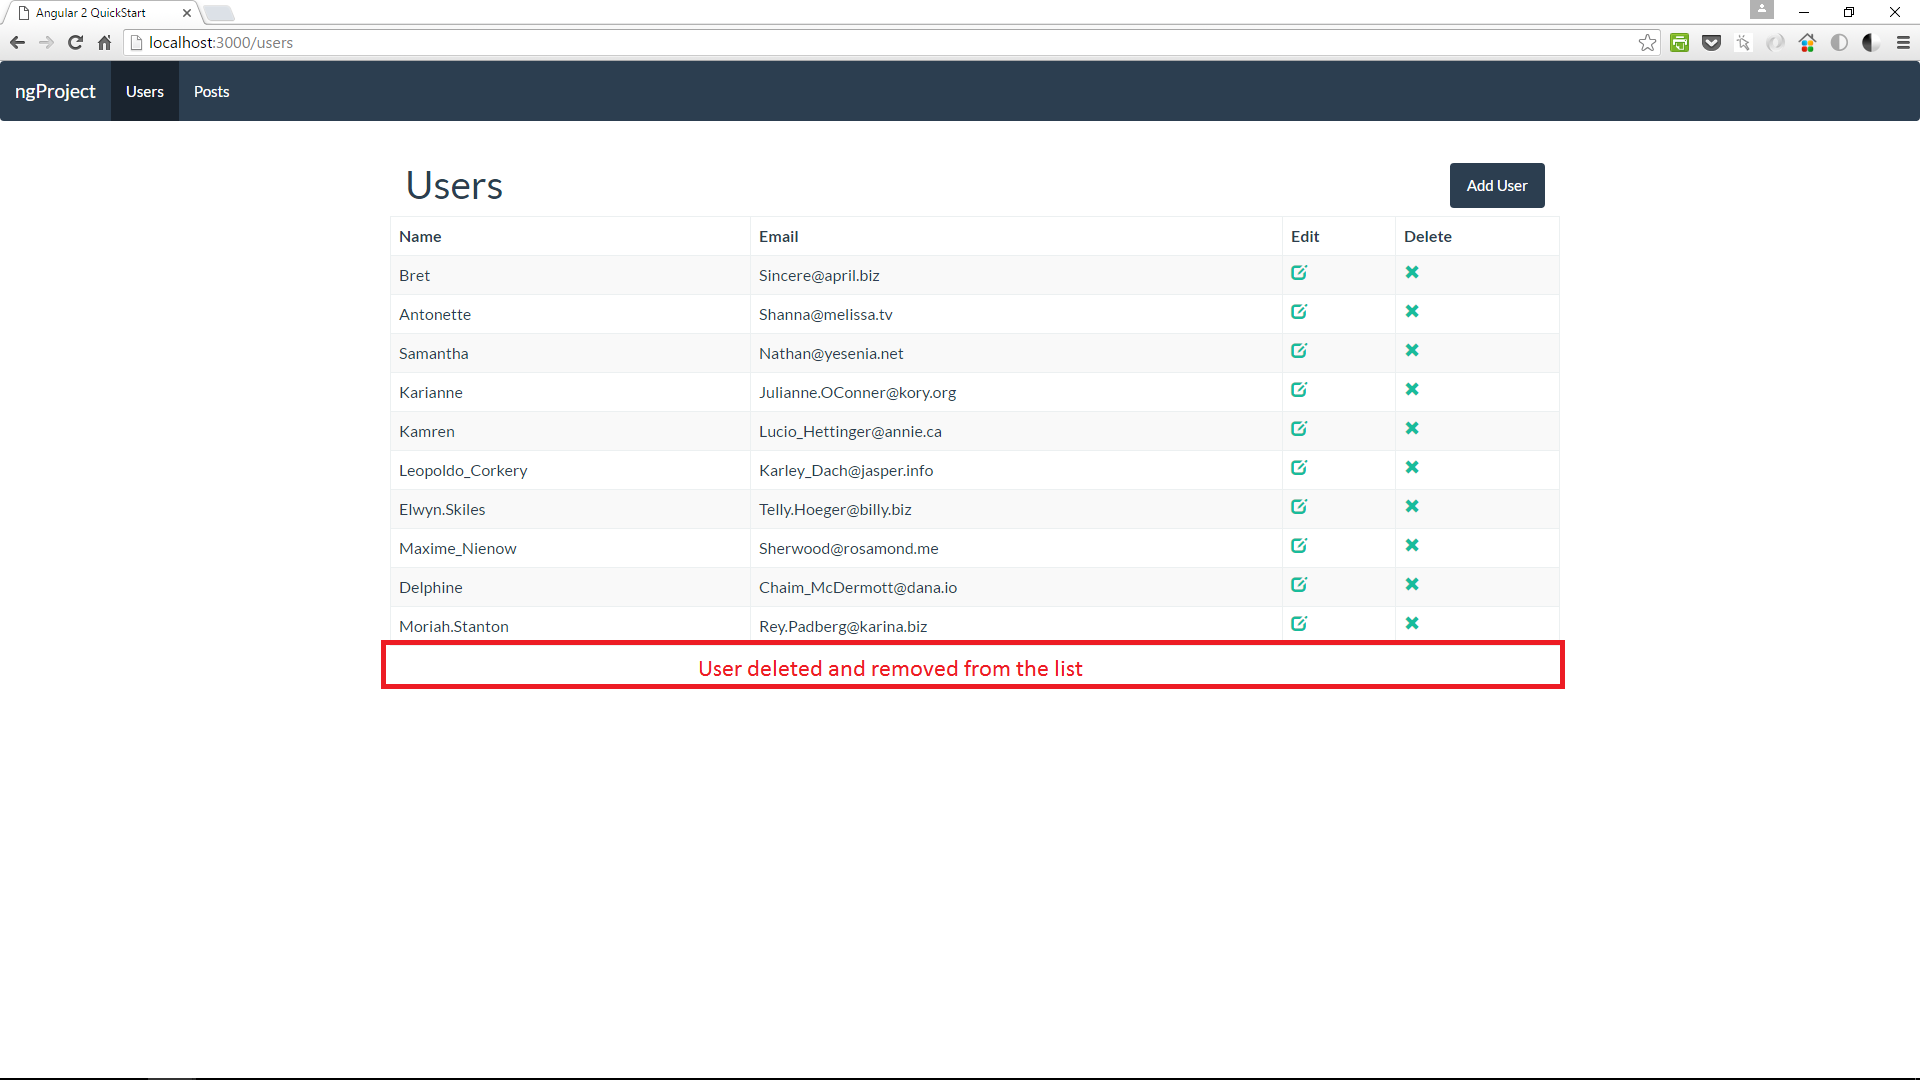 Angular 2 QuickStart
localhost:3000/users
ngProject Users Posts
Users Add User
Name Email Edit Delete
Bret Sincere@april.biz
Antonette Shanna@melissa.tv
Samantha Nathan@yesenia.net
Karianne Julianne.OConner@kory.org
Kamren Lucio_Hettinger@annie.ca
Leopoldo_Corkery Karley_Dach@jasper.info
Elwyn.Skiles Telly.Hoeger@billy.biz
Maxime_Nienow Sherwood@rosamond.me
Delphine Chaim_McDermott@dana.io
Moriah.Stanton Rey.Padberg@karina.biz
User deleted and removed from the list